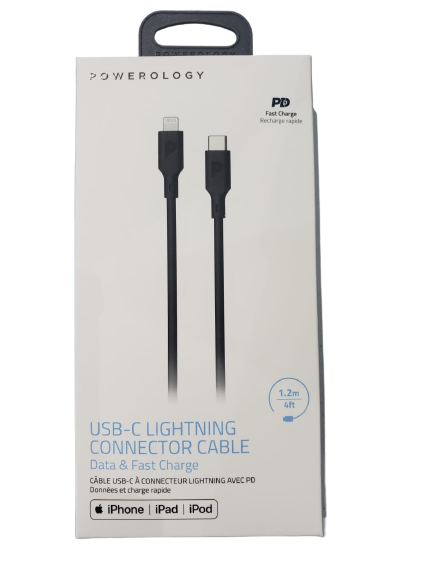 POWEROLOGY
POWEROLOGY
PD
Fast Charge
Recharge rapide
P
1.2m
4ft
USB-C LIGHTNING
CONNECTOR CABLE
Data & Fast Charge
CÂBLE USB-C À CONNECTEUR LIGHTNING AVEC PD
Données et charge rapide
iPhone | iPad | iPod